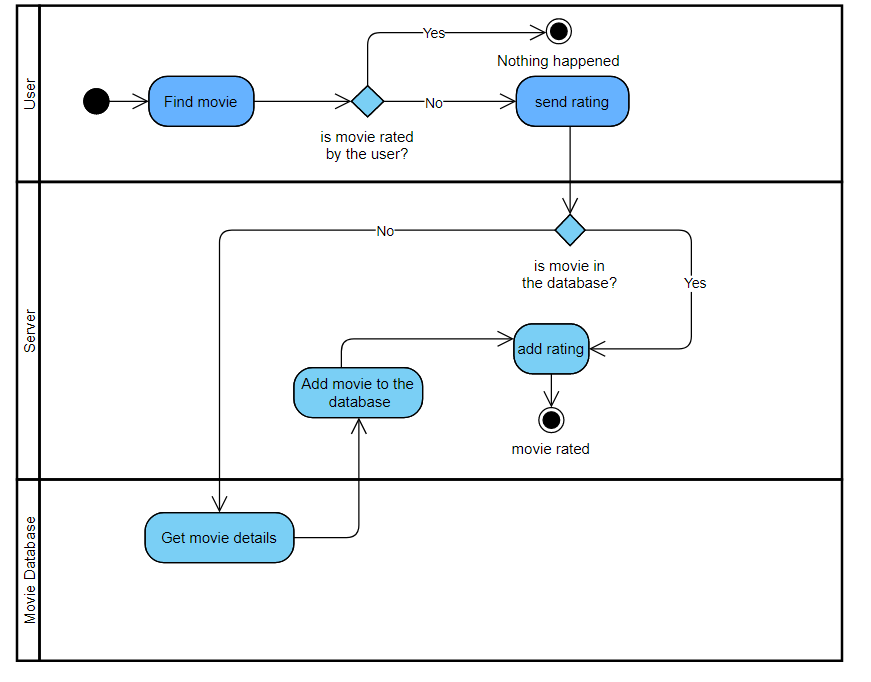 User
Yes
Nothing happened
Find movie
No
send rating
is movie rated
by the user?
Server
No
is movie in
the database?
Yes
add rating
Add movie to the
database
movie rated
Movie Database
Get movie details